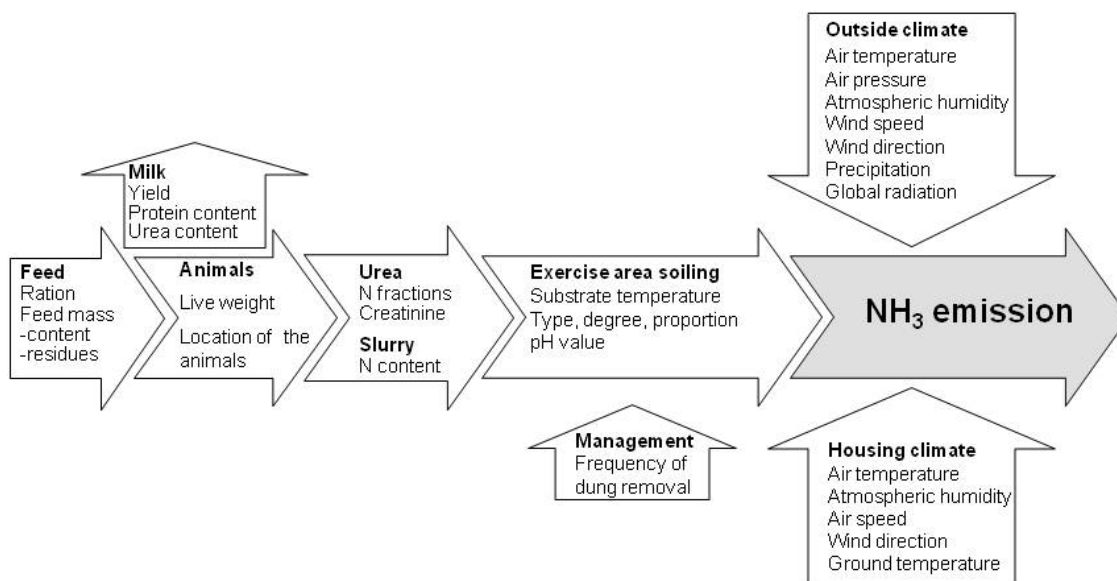 Outside climate
Air temperature
Air pressure
Atmospheric humidity
Wind speed
Wind direction
Precipitation
Global radiation
Milk
Yield
Protein content
Urea content
Feed
Ration
Feed mass
-content
-residues
Animals
Live weight
Location of the
animals
Urea
N fractions
Creatinine
Slurry
N content
Exercise area soiling
Substrate temperature
Type, degree, proportion
pH value
NH₃ emission
Management
Frequency of
dung removal
Housing climate
Air temperature
Atmospheric humidity
Air speed
Wind direction
Ground temperature